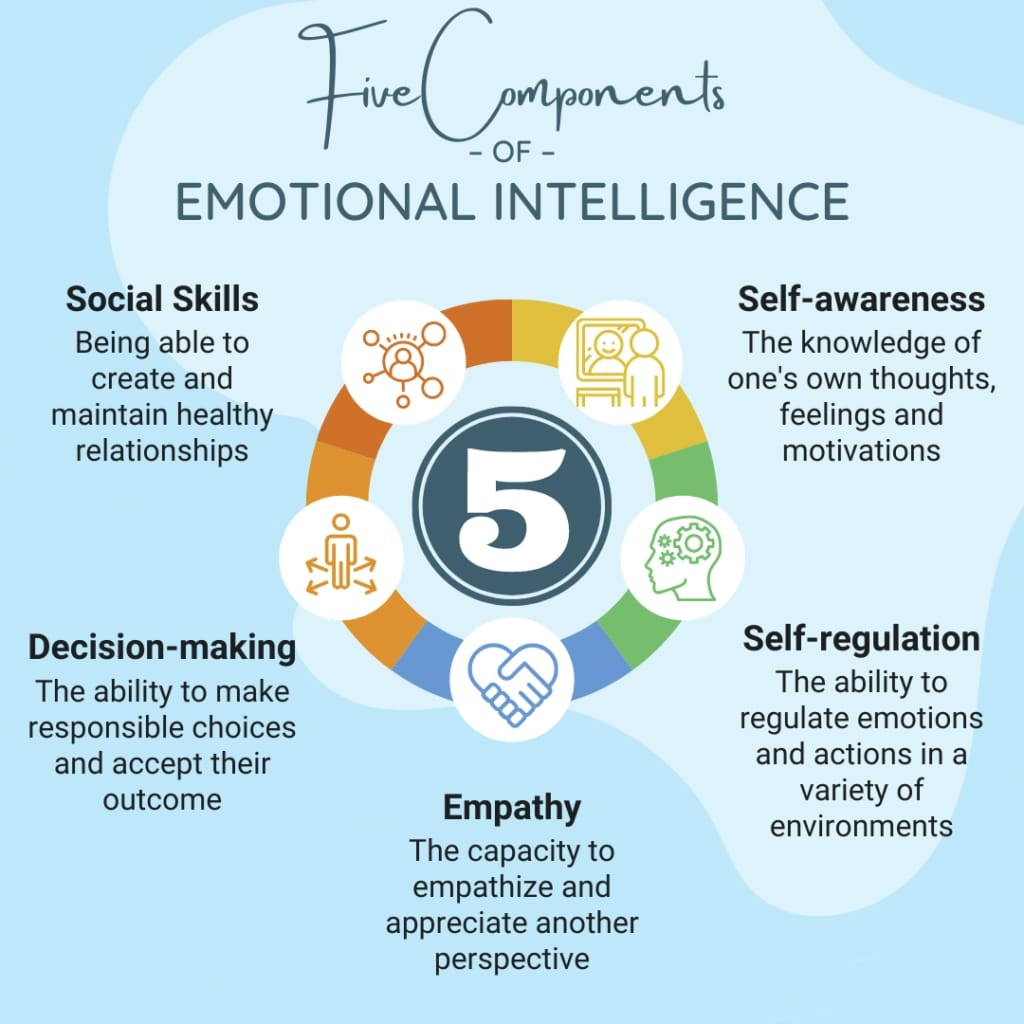 Five Components
- OF -
EMOTIONAL INTELLIGENCE
Social Skills
Being able to
create and
maintain healthy
relationships
Self-awareness
The knowledge of
one's own thoughts,
feelings and
motivations
5
Decision-making
The ability to make
responsible choices
and accept their
outcome
Self-regulation
The ability to
regulate emotions
and actions in a
variety of
environments
Empathy
The capacity to
empathize and
appreciate another
perspective